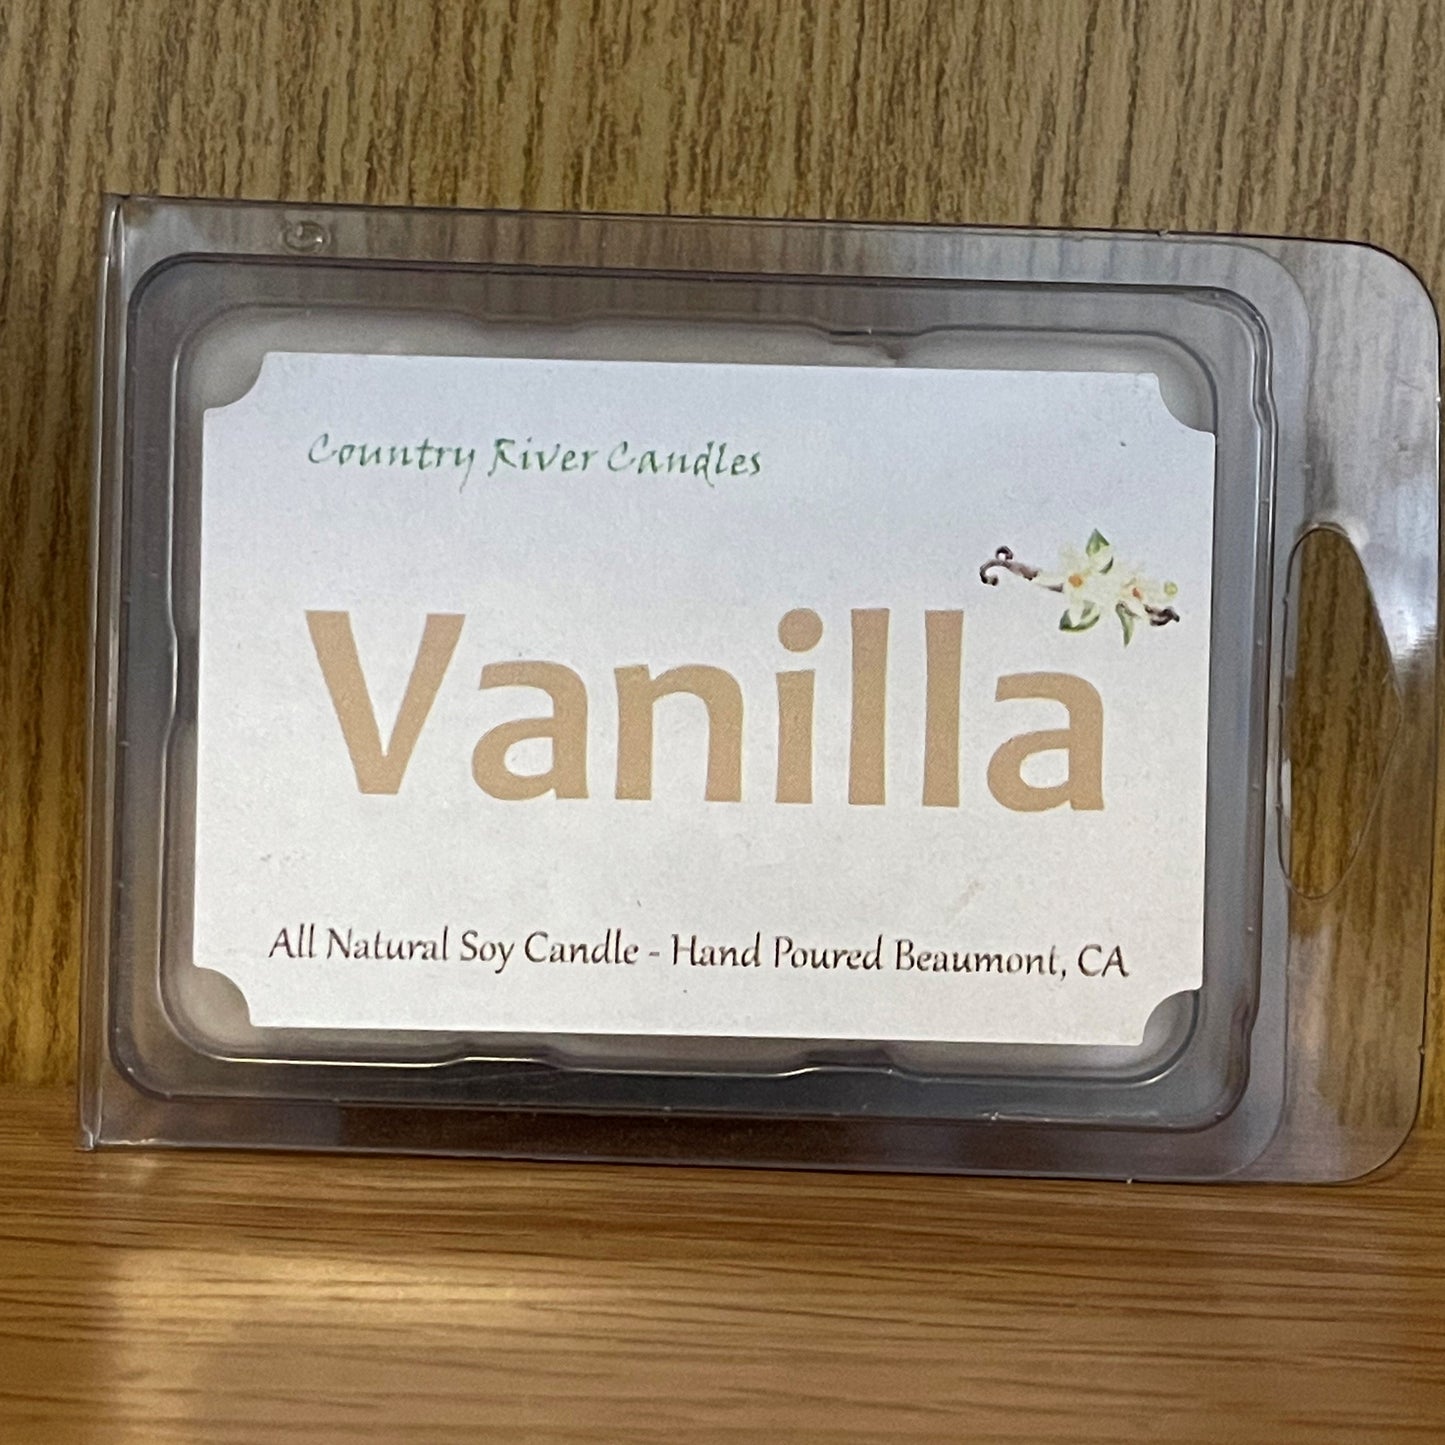 Country River Candles
Vanilla
All Natural Soy Candle - Hand Poured Beaumont, CA